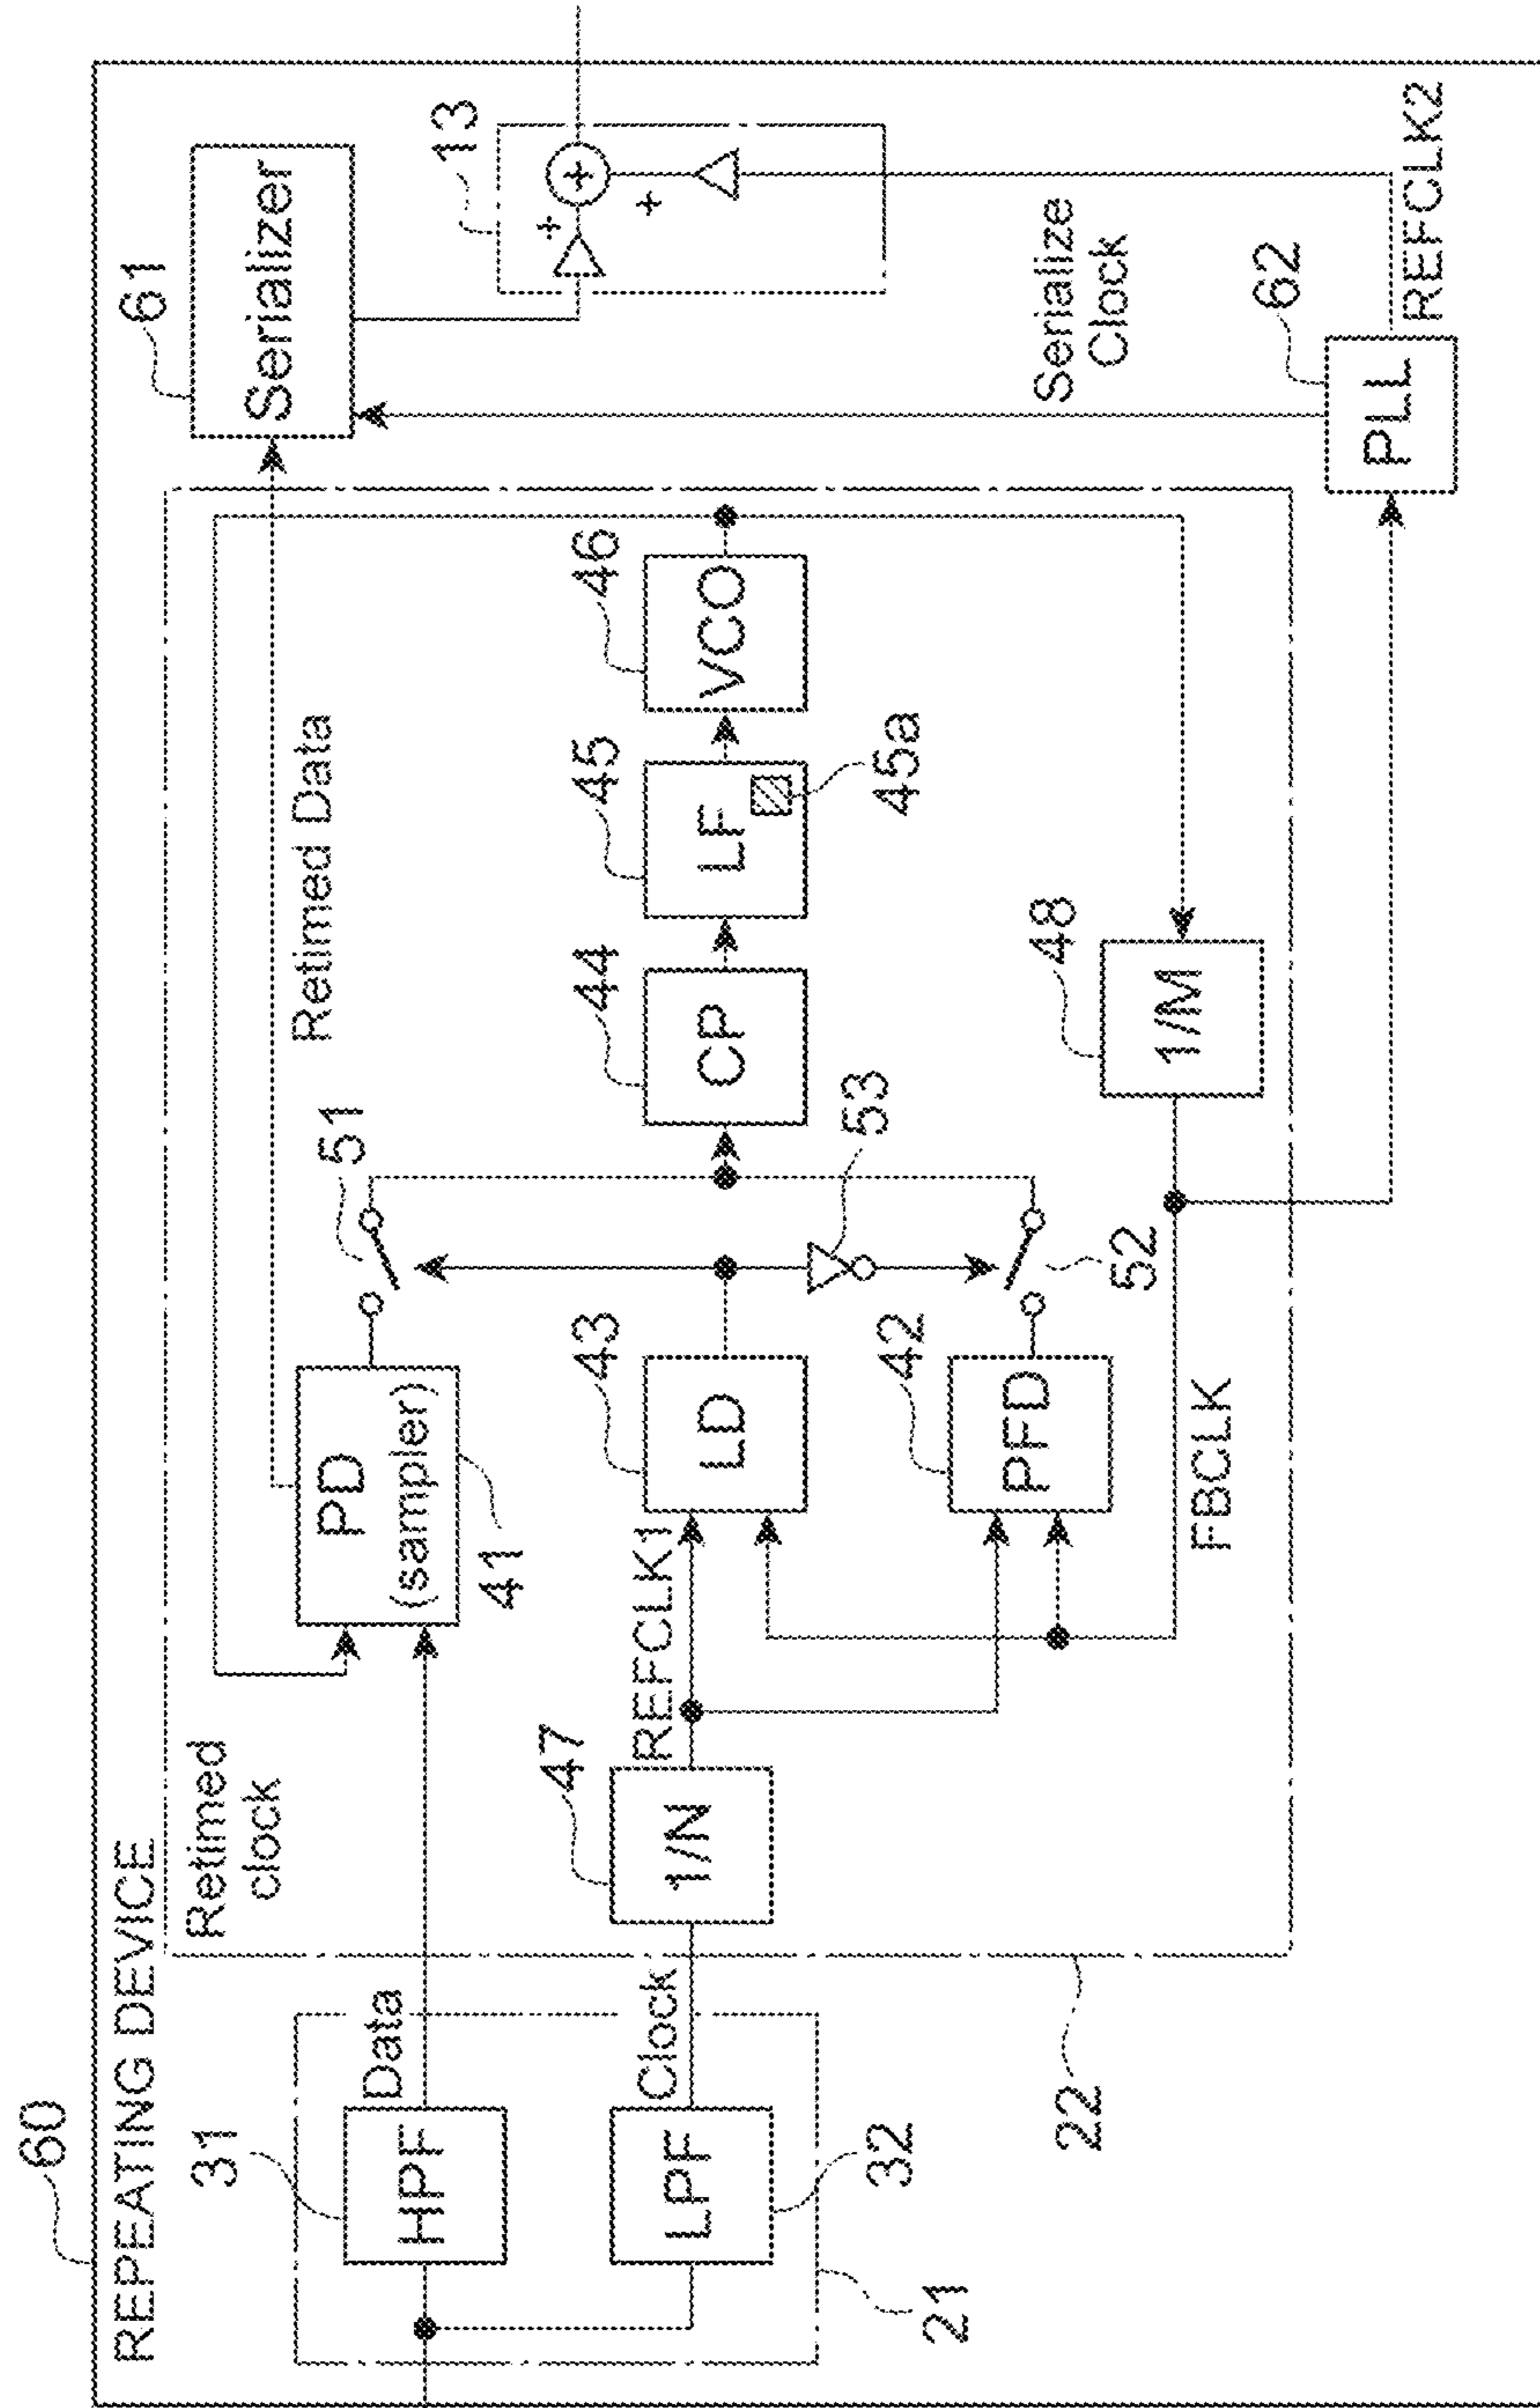 60
REPEATING DEVICE
31
HPF
Data
LPF
Clock
32
21
22
Retimed
clock
47
1/N
REFCLK1
PD
(sampler)
41
43
LD
42
PFD
FBCLK
51
52
53
Retimed Data
44
CP
45
LF
45a
46
VCO
48
1/M
61
Serializer
13
+
+
+
Serialize
Clock
62
PLL
REFCLK2